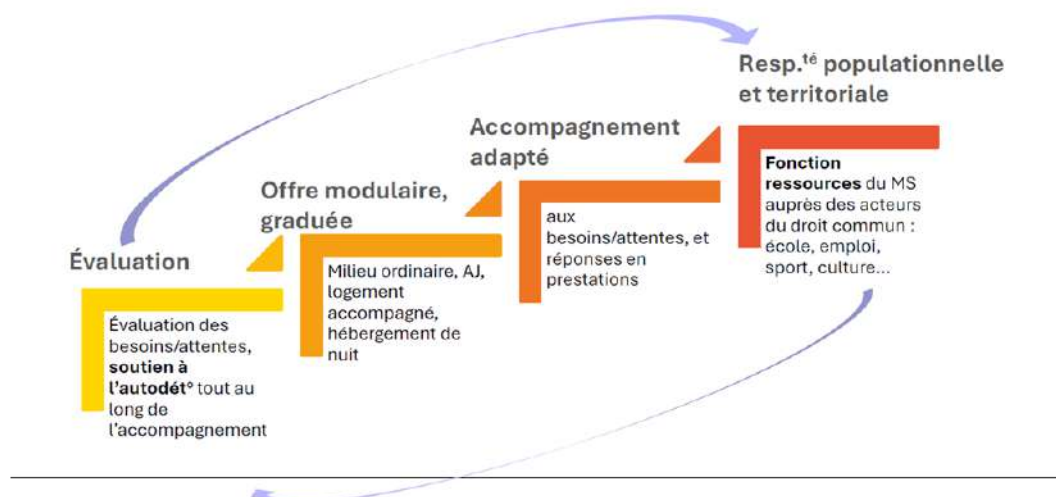 Évaluation
Évaluation des
besoins/attentes,
soutien à
l'autodét° tout au
long de
l'accompagnement
Offre modulaire,
graduée
Milieu ordinaire, AJ,
logement
accompagné,
hébergement de
nuit
Accompagnement
adapté
aux
besoins/attentes, et
réponses en
prestations
Resp.té populationnelle
et territoriale
Fonction
ressources du MS
auprès des acteurs
du droit commun :
école, emploi,
sport, culture...